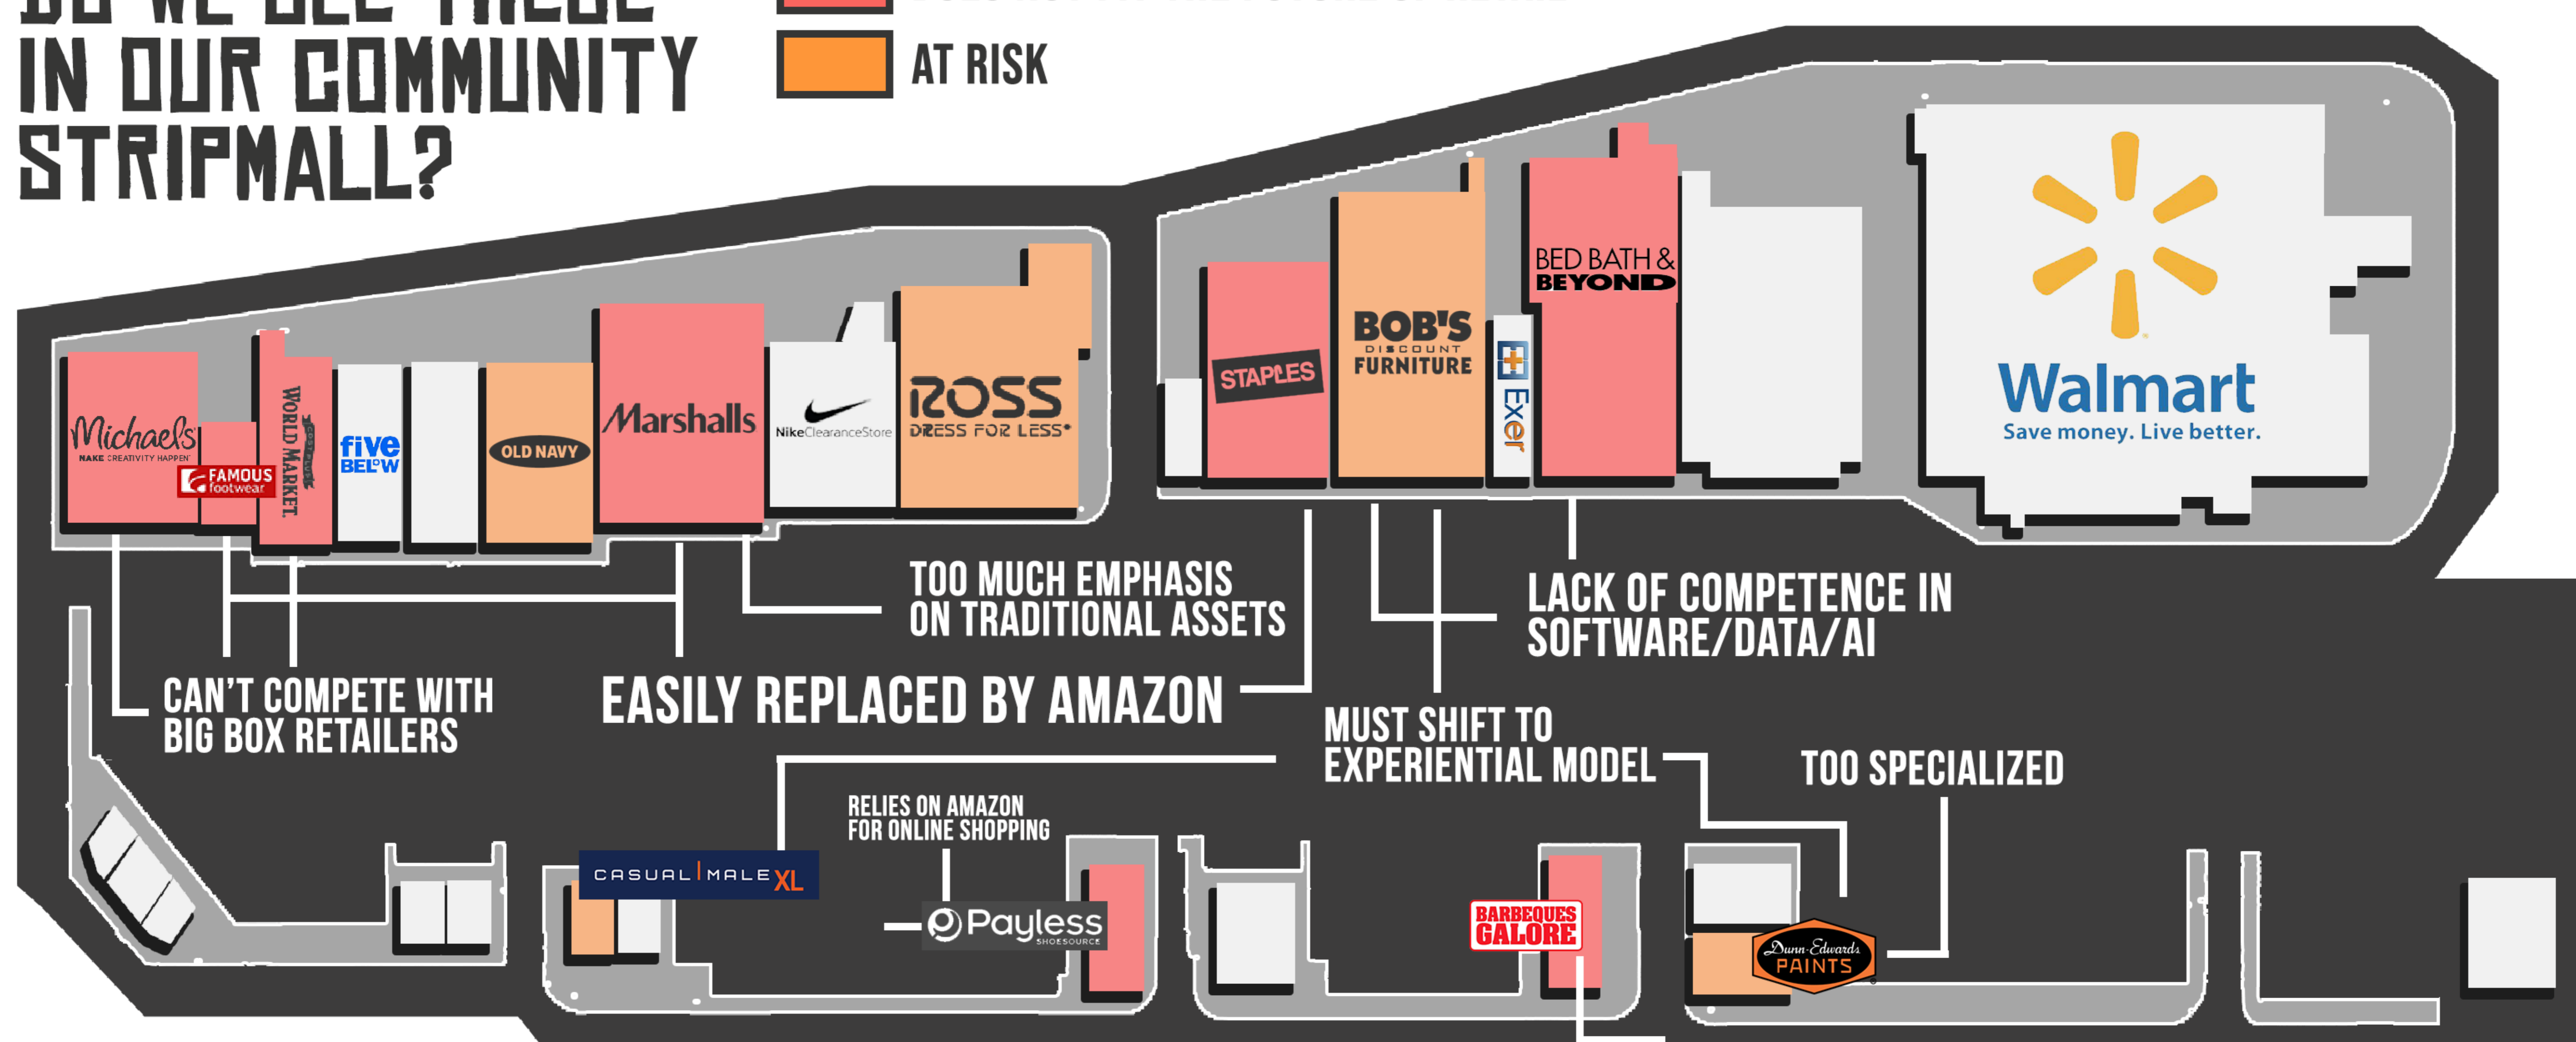 IN OUR COMMUNITY
STRIPMALL?
AT RISK
Michaels
MAKE CREATIVITY HAPPEN
FAMOUS
footwear
WORLD MARKET.
five
BELOW
OLD NAVY
Marshalls
NikeClearanceStore
ROSS
DRESS FOR LESS
STAPLES
BOB'S
DISCOUNT
FURNITURE
Exer
BED BATH &
BEYOND
Walmart
Save money. Live better.
TOO MUCH EMPHASIS
ON TRADITIONAL ASSETS
LACK OF COMPETENCE IN
SOFTWARE/DATA/AI
CAN'T COMPETE WITH
BIG BOX RETAILERS
EASILY REPLACED BY AMAZON
MUST SHIFT TO
EXPERIENTIAL MODEL
TOO SPECIALIZED
RELIES ON AMAZON
FOR ONLINE SHOPPING
CASUAL MALE XL
Payless
SHOESOURCE
BARBEQUES
GALORE
Dunn-Edwards
PAINTS